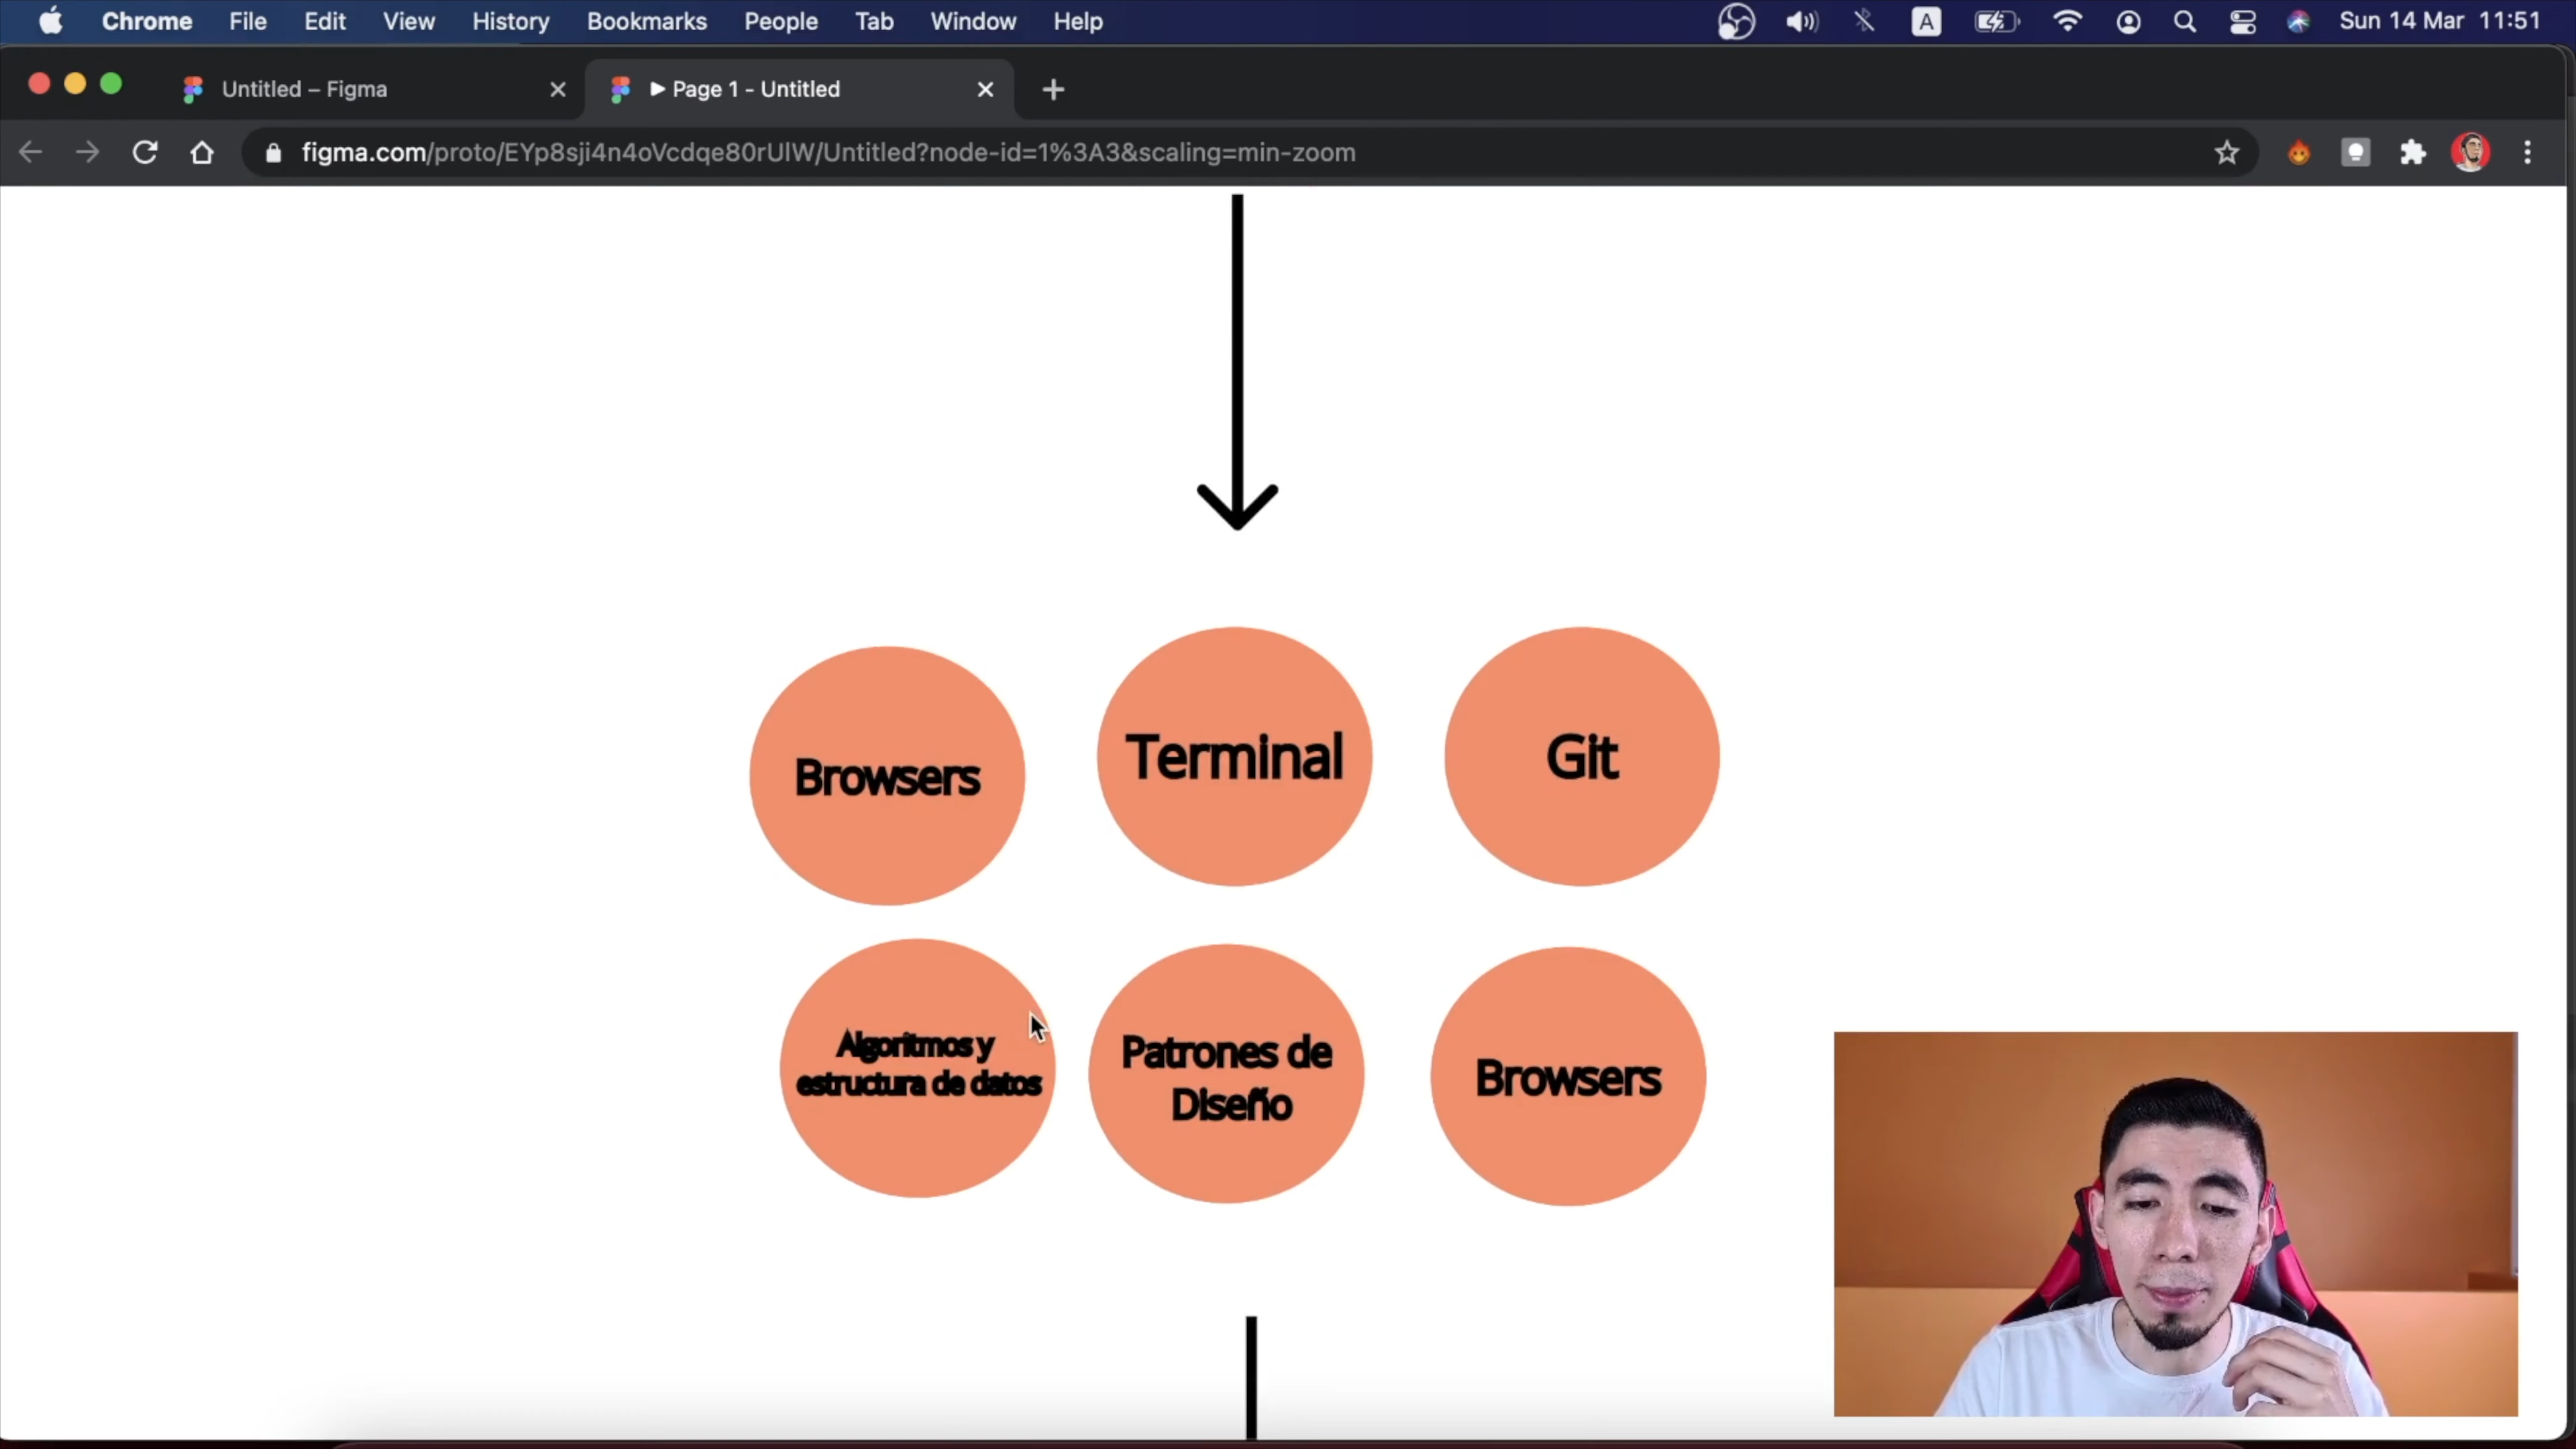 Chrome File Edit View History Bookmarks People Tab Window Help
A
Sun 14 Mar 11:51
Untitled – Figma
Page 1 - Untitled
figma.com/proto/EYp8sji4n4oVcdqe80rUlW/Untitled?node-id=1%3A3&scaling=min-zoom
Browsers
Terminal
Git
Algoritmos y
estructura de datos
Patrones de
Diseño
Browsers